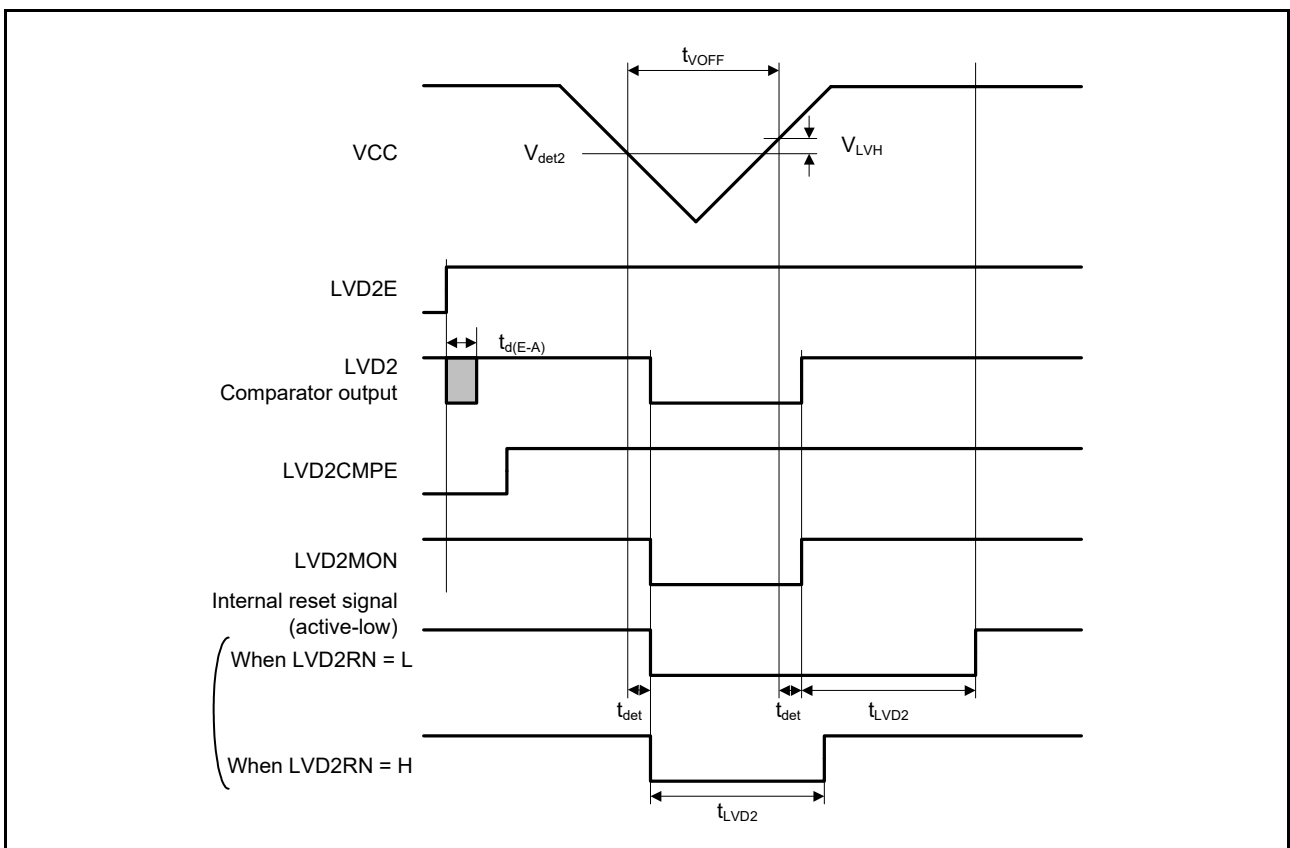 tVOFF
VCC
Vdet2
VLVH
LVD2E
td(E-A)
LVD2
Comparator output
LVD2CMPE
LVD2MON
Internal reset signal
(active-low)
When LVD2RN = L
tdet
tdet
tLVD2
When LVD2RN = H
tLVD2